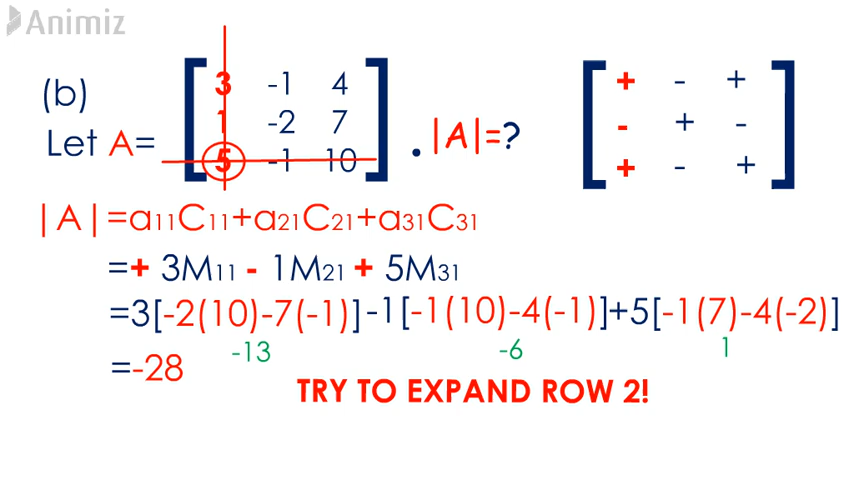 Animiz
(b)
Let A= [ 3 -1 4
1 -2 7
5 -1 10 ] . |A|=?
[ + - +
- + -
+ - + ]
|A|=a₁₁C₁₁+a₂₁C₂₁+a₃₁C₃₁
=+ 3M₁₁ - 1M₂₁ + 5M₃₁
=3[-2(10)-7(-1)]-1[-1(10)-4(-1)]+5[-1(7)-4(-2)]
-13 -6 1
=-28
TRY TO EXPAND ROW 2!